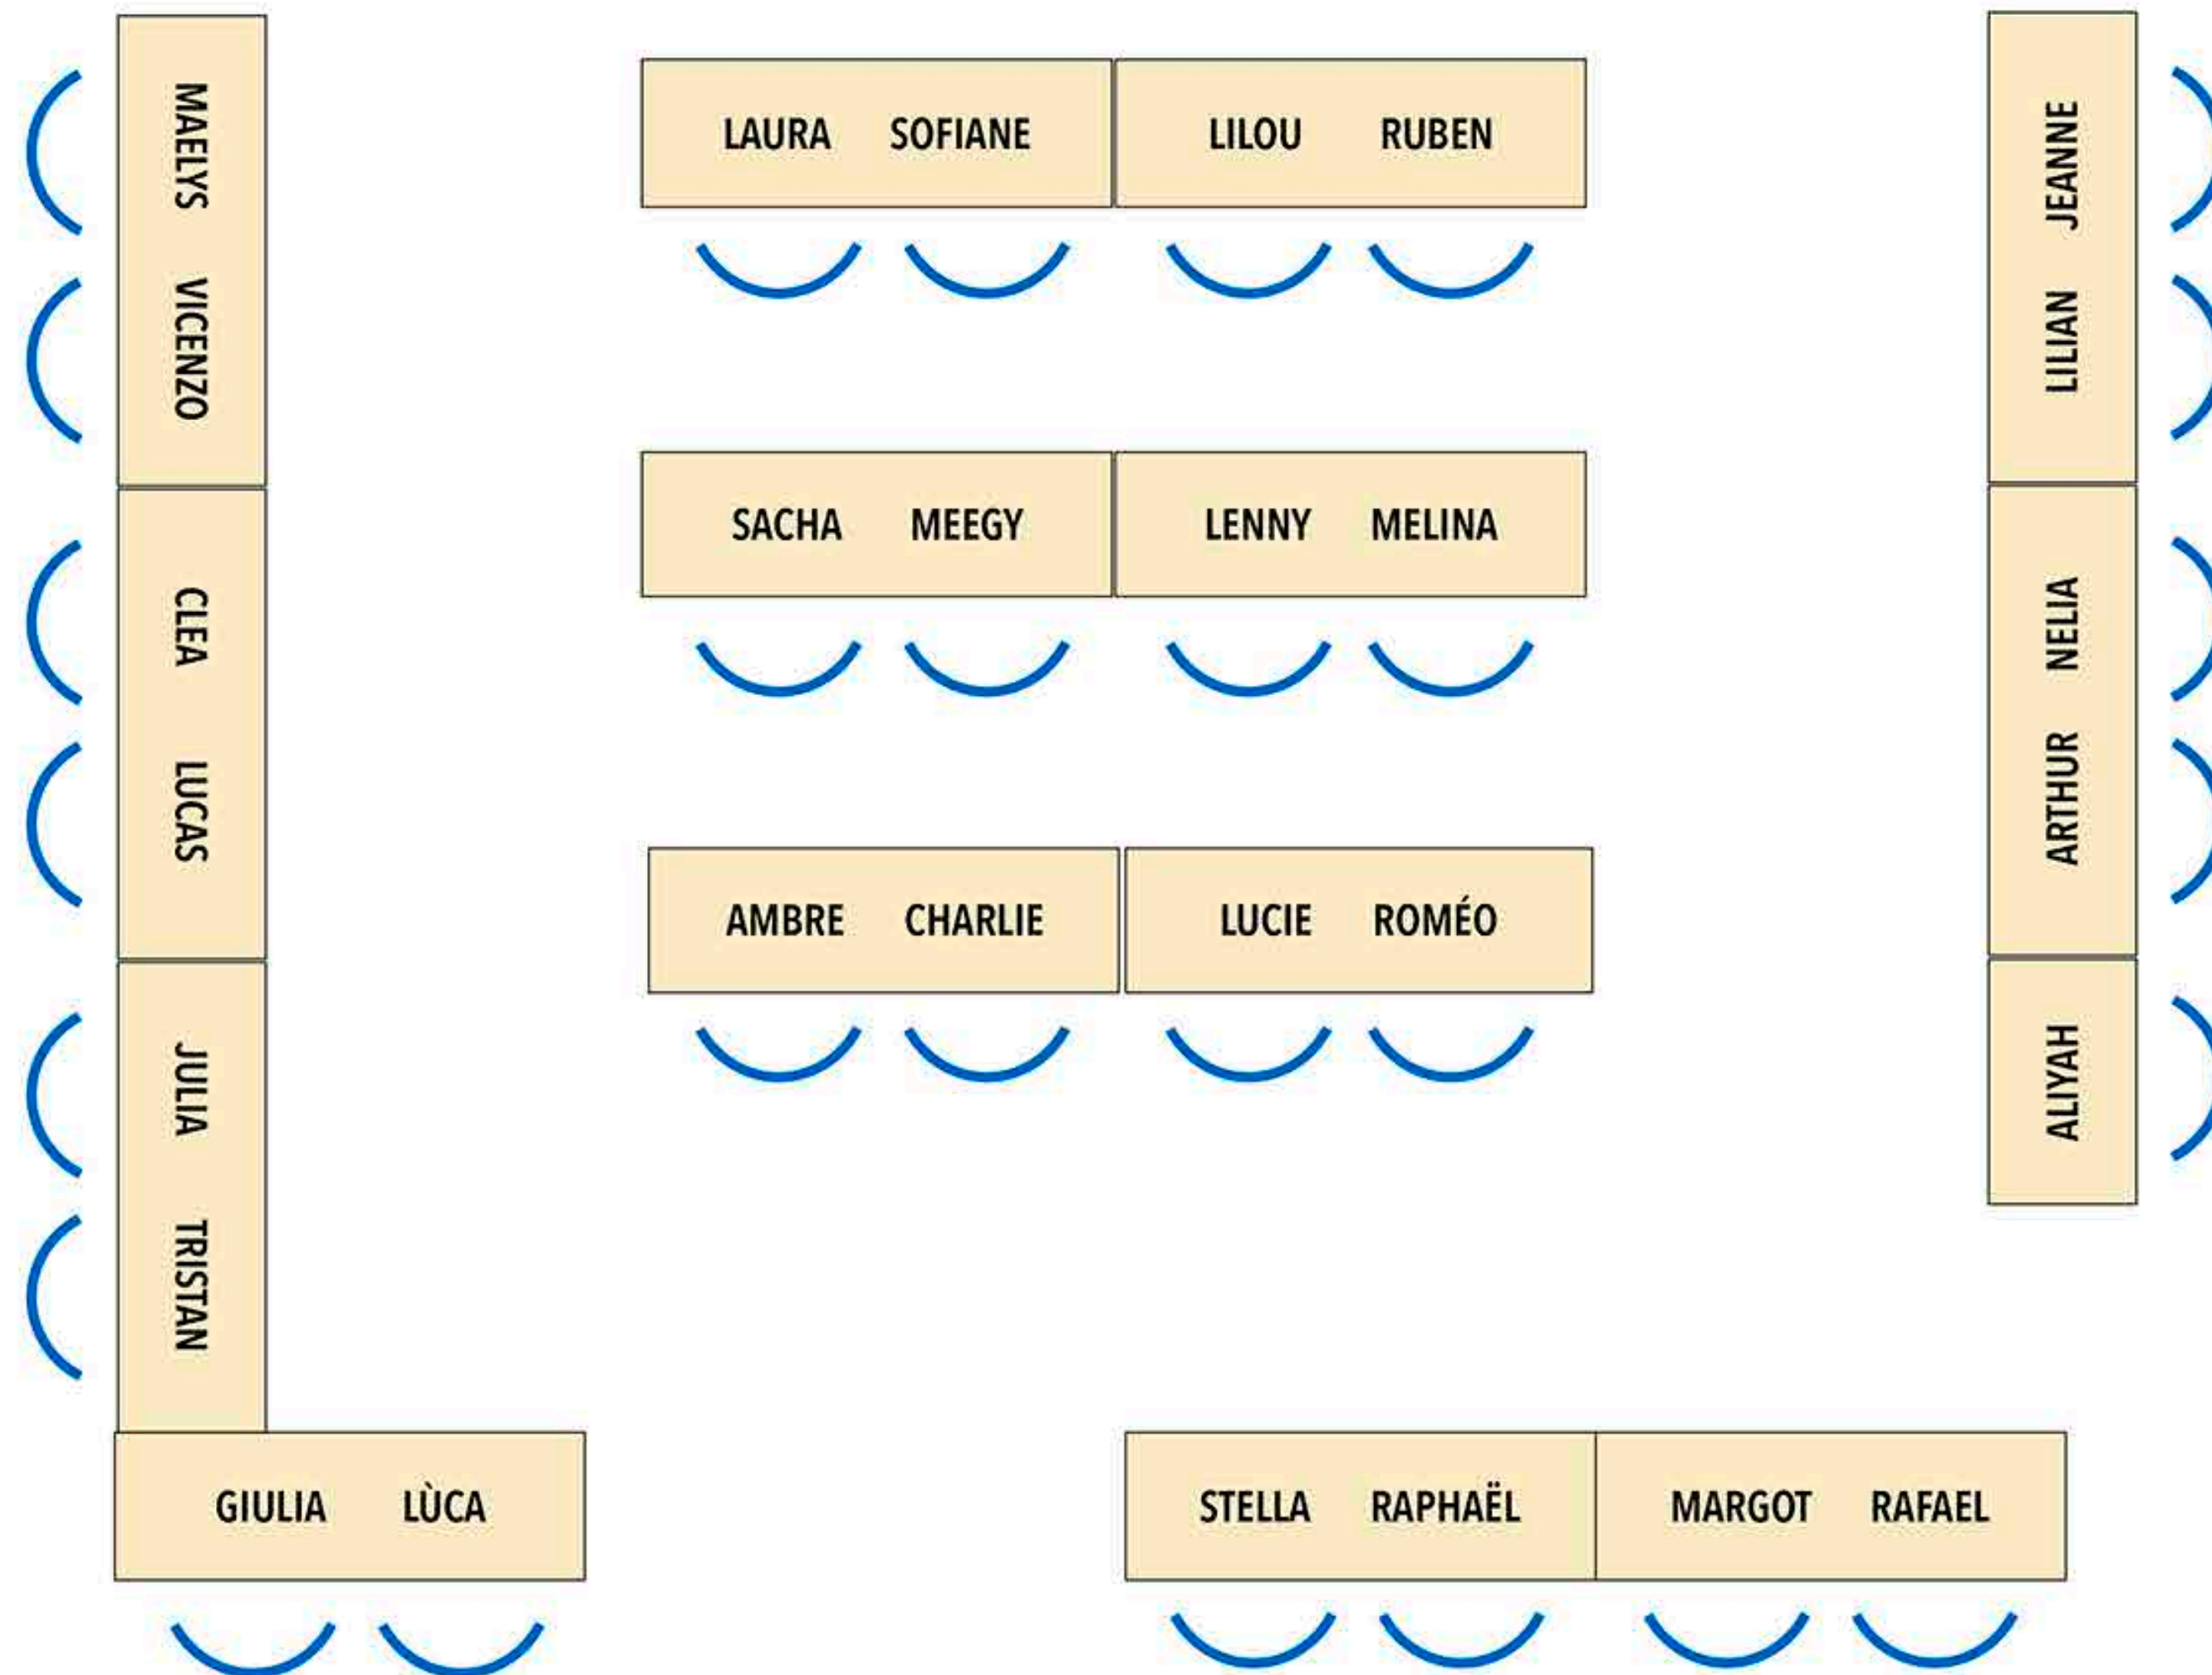 MAELYS VICENZO
CLEA LUCAS
JULIA TRISTAN
GIULIA LÙCA
LAURA SOFIANE
LILOU RUBEN
SACHA MEEGY
LENNY MELINA
AMBRE CHARLIE
LUCIE ROMÉO
STELLA RAPHAËL
MARGOT RAFAEL
LILIAN JEANNE
ARTHUR NELIA
ALIYAH